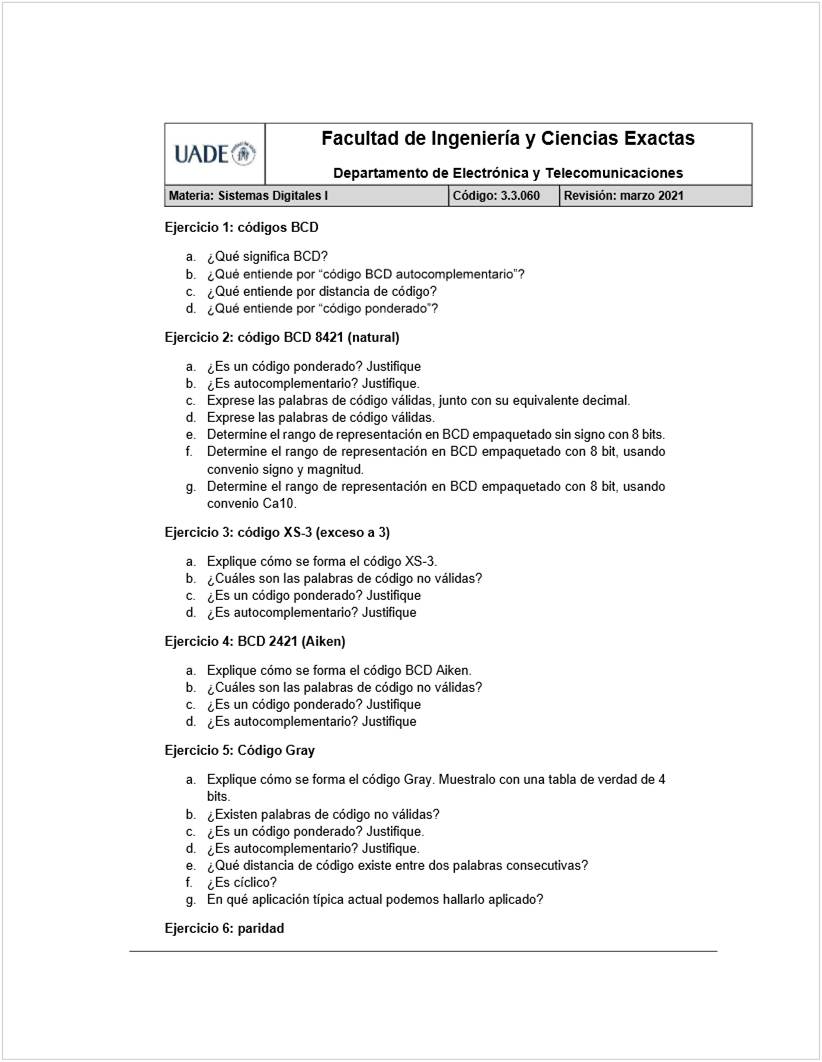 UADE
Facultad de Ingeniería y Ciencias Exactas
Departamento de Electrónica y Telecomunicaciones
Materia: Sistemas Digitales I Código: 3.3.060 Revisión: marzo 2021
Ejercicio 1: códigos BCD
a. ¿Qué significa BCD?
b. ¿Qué entiende por “código BCD autocomplementario”?
c. ¿Qué entiende por distancia de código?
d. ¿Qué entiende por “código ponderado”?
Ejercicio 2: código BCD 8421 (natural)
a. ¿Es un código ponderado? Justifique
b. ¿Es autocomplementario? Justifique.
c. Exprese las palabras de código válidas, junto con su equivalente decimal.
d. Exprese las palabras de código válidas.
e. Determine el rango de representación en BCD empaquetado sin signo con 8 bits.
f. Determine el rango de representación en BCD empaquetado con 8 bit, usando
convenio signo y magnitud.
g. Determine el rango de representación en BCD empaquetado con 8 bit, usando
convenio Ca10.
Ejercicio 3: código XS-3 (exceso a 3)
a. Explique cómo se forma el código XS-3.
b. ¿Cuáles son las palabras de código no válidas?
c. ¿Es un código ponderado? Justifique
d. ¿Es autocomplementario? Justifique
Ejercicio 4: BCD 2421 (Aiken)
a. Explique cómo se forma el código BCD Aiken.
b. ¿Cuáles son las palabras de código no válidas?
c. ¿Es un código ponderado? Justifique
d. ¿Es autocomplementario? Justifique
Ejercicio 5: Código Gray
a. Explique cómo se forma el código Gray. Muestralo con una tabla de verdad de 4
bits.
b. ¿Existen palabras de código no válidas?
c. ¿Es un código ponderado? Justifique.
d. ¿Es autocomplementario? Justifique.
e. ¿Qué distancia de código existe entre dos palabras consecutivas?
f. ¿Es cíclico?
g. En qué aplicación típica actual podemos hallarlo aplicado?
Ejercicio 6: paridad